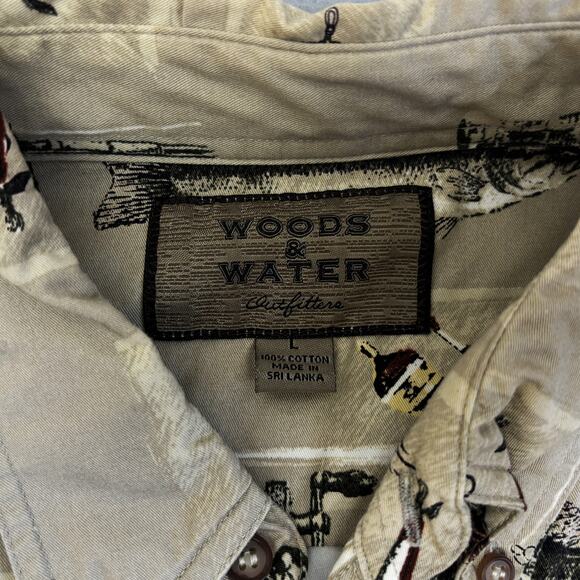 WOODS
&
WATER
Outfitters
L
100% COTTON
MADE IN
SRI LANKA